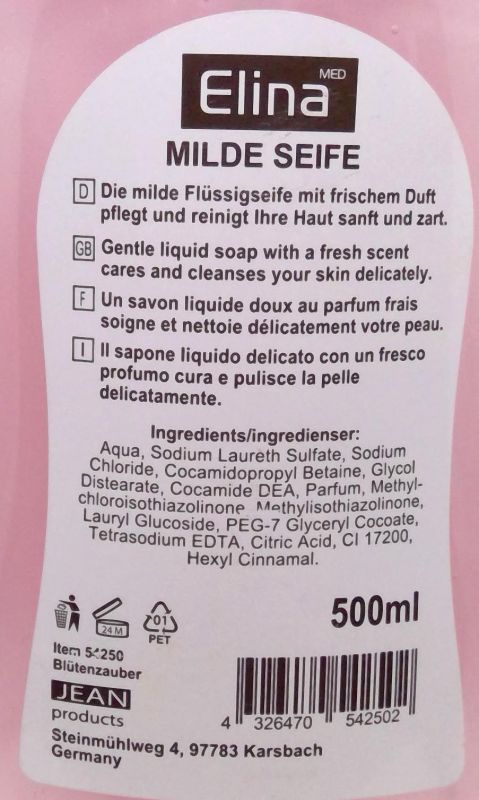 Elina MED
MILDE SEIFE
D Die milde Flüssigseife mit frischem Duft
pflegt und reinigt Ihre Haut sanft und zart.
GB Gentle liquid soap with a fresh scent
cares and cleanses your skin delicately.
F Un savon liquide doux au parfum frais
soigne et nettoie délicatement votre peau.
I Il sapone liquido delicato con un fresco
profumo cura e pulisce la pelle
delicatamente.
Ingredients/ingredienser:
Aqua, Sodium Laureth Sulfate, Sodium
Chloride, Cocamidopropyl Betaine, Glycol
Distearate, Cocamide DEA, Parfum, Methyl-
chloroisothiazolinone, Methylisothiazolinone,
Lauryl Glucoside, PEG-7 Glyceryl Cocoate,
Tetrasodium EDTA, Citric Acid, CI 17200,
Hexyl Cinnamal.
24 M
01
PET
500ml
Item 54250
Blütenzauber
JEAN
products
Steinmühlweg 4, 97783 Karsbach
Germany
4 326470 542502